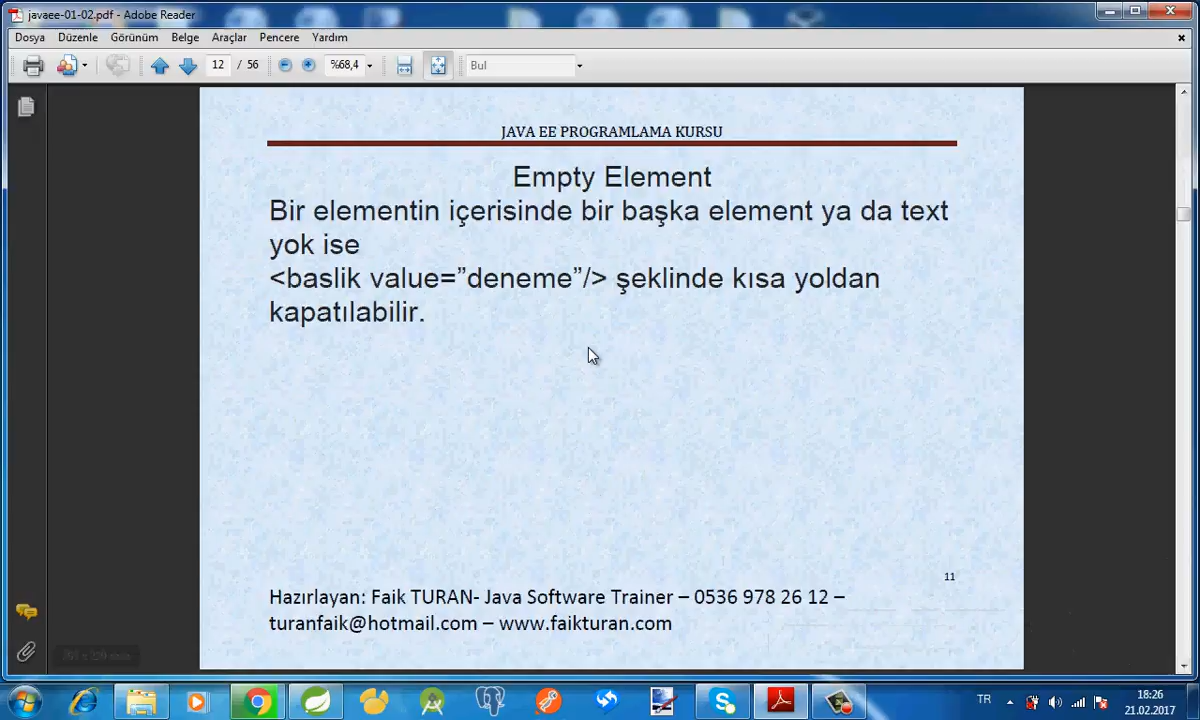 javaee-01-02.pdf - Adobe Reader
Dosya Düzenle Görünüm Belge Araçlar Pencere Yardım
12 / 56 %68,4 Bul
JAVA EE PROGRAMLAMA KURSU
Empty Element
Bir elementin içerisinde bir başka element ya da text
yok ise
<baslik value=”deneme”/> şeklinde kısa yoldan
kapatılabilir.
11
Hazırlayan: Faik TURAN- Java Software Trainer – 0536 978 26 12 –
turanfaik@hotmail.com – www.faikturan.com
TR
18:26
21.02.2017